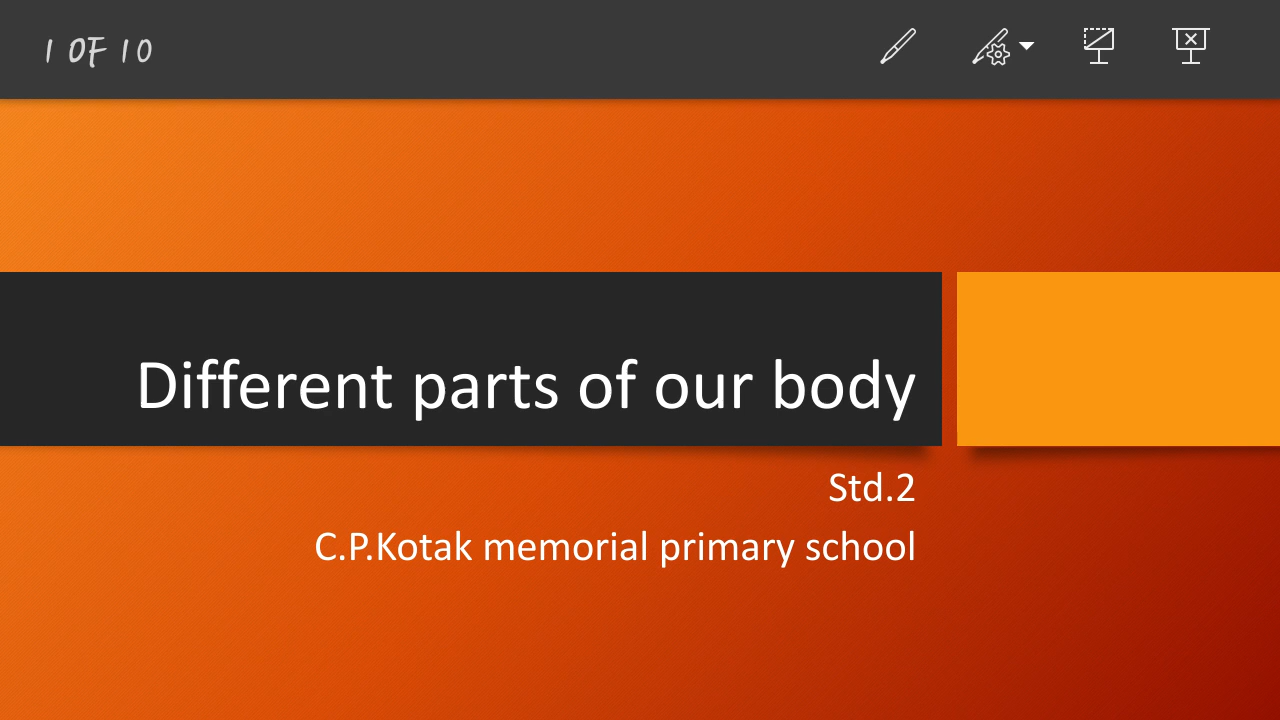 1 OF 10
Different parts of our body
Std.2
C.P.Kotak memorial primary school